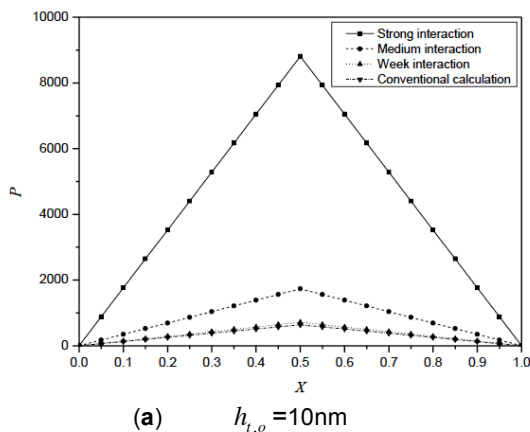 10000
8000
6000
4000
2000
0
P
Strong interaction
Medium interaction
Week interaction
Conventional calculation
0.0 0.1 0.2 0.3 0.4 0.5 0.6 0.7 0.8 0.9 1.0
X
(a) h_{t,o} =10nm